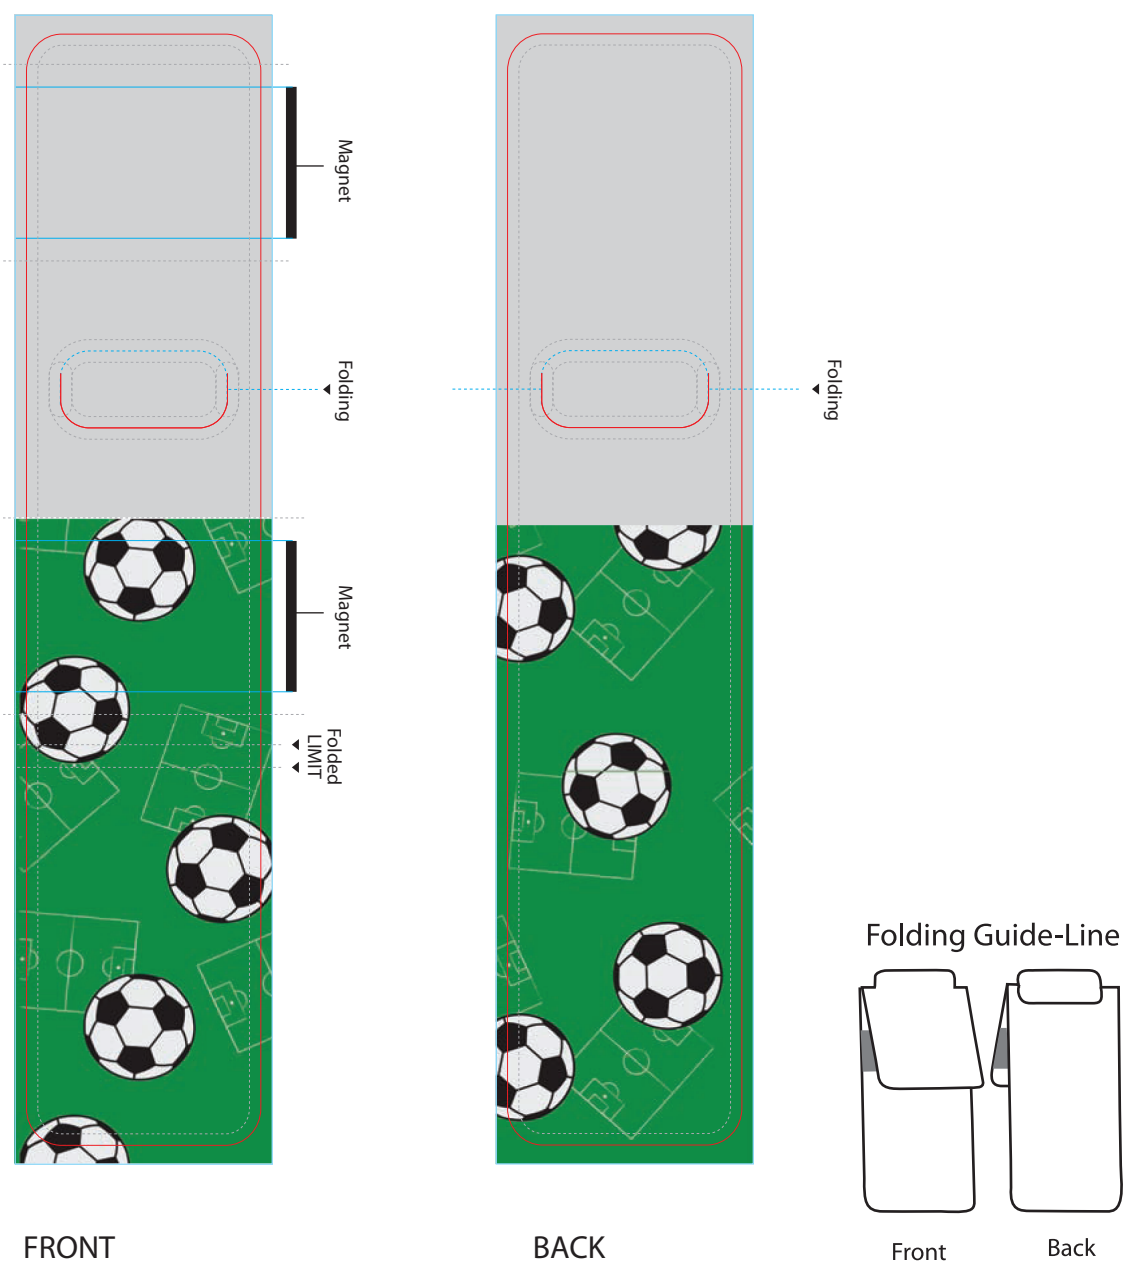 Magnet
Folding
Magnet
Folded
LIMIT
Folding
Folding Guide-Line
Front
Back
FRONT
BACK